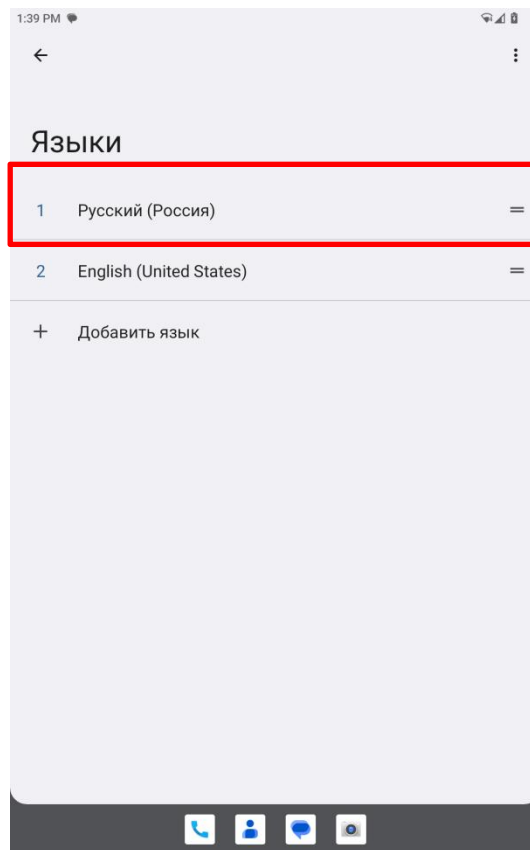 1:39 PM
Языки
1 Русский (Россия)
2 English (United States)
+ Добавить язык